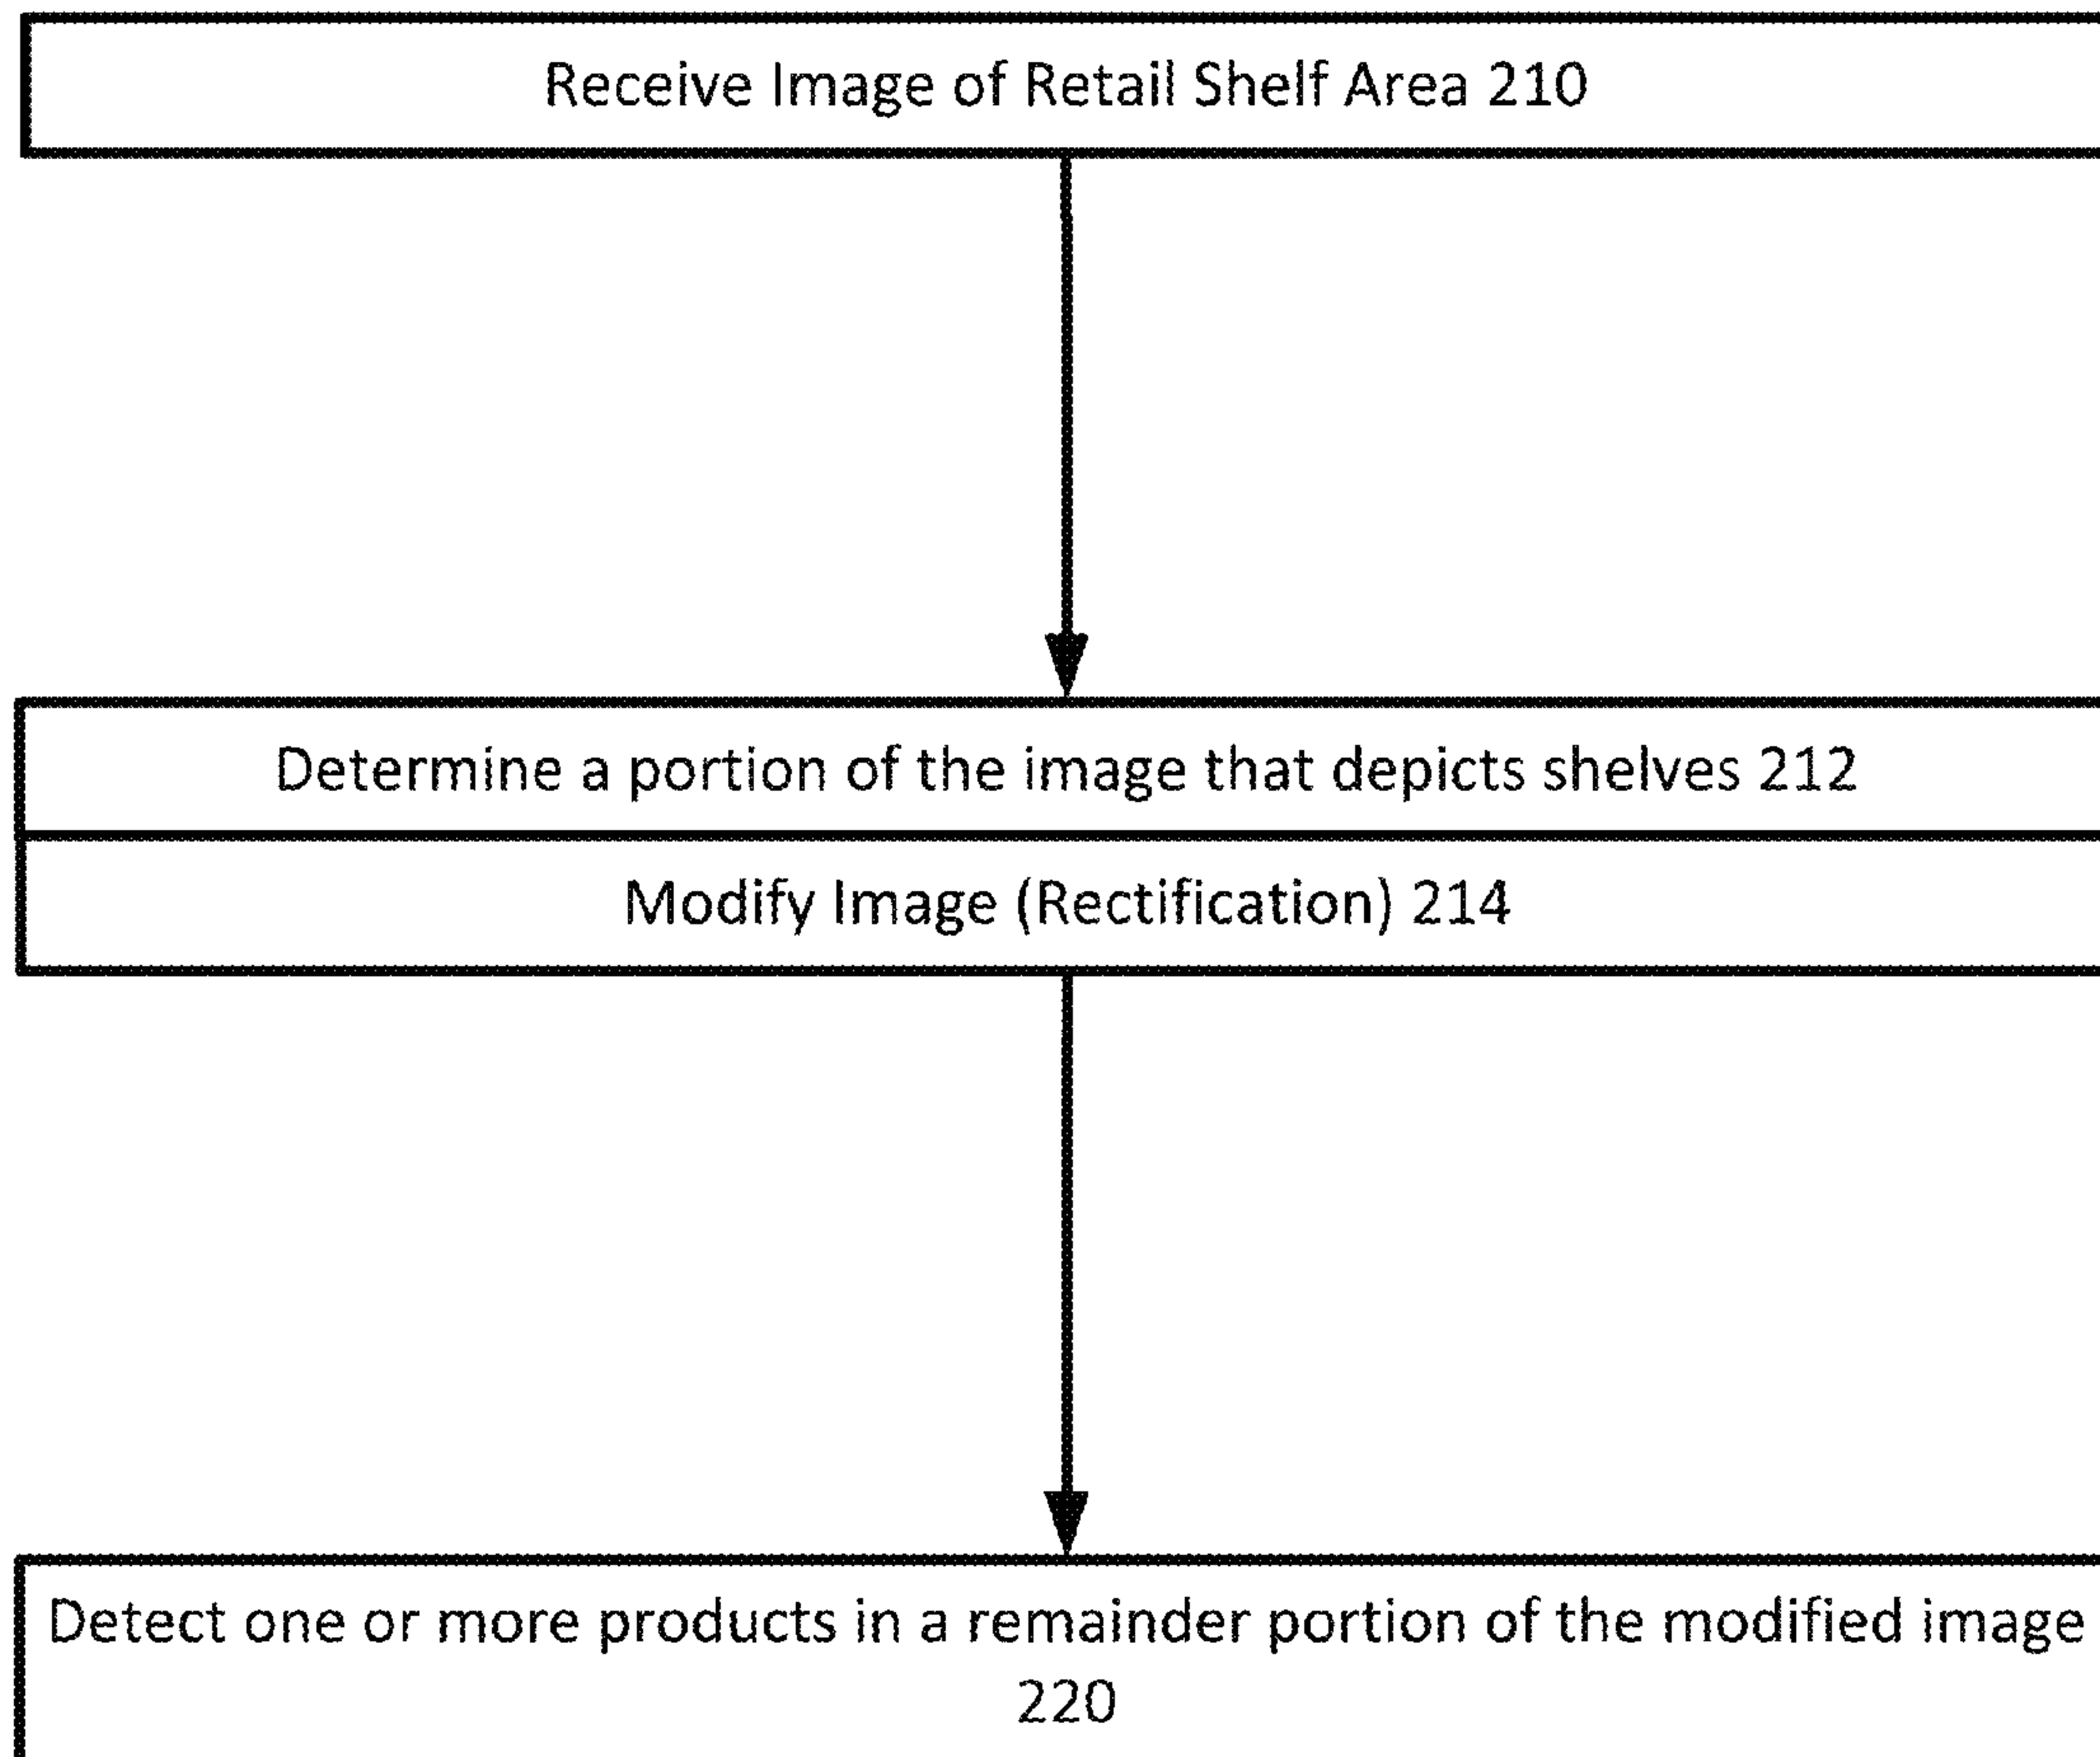 Receive Image of Retail Shelf Area 210
Determine a portion of the image that depicts shelves 212
Modify Image (Rectification) 214
Detect one or more products in a remainder portion of the modified image
220